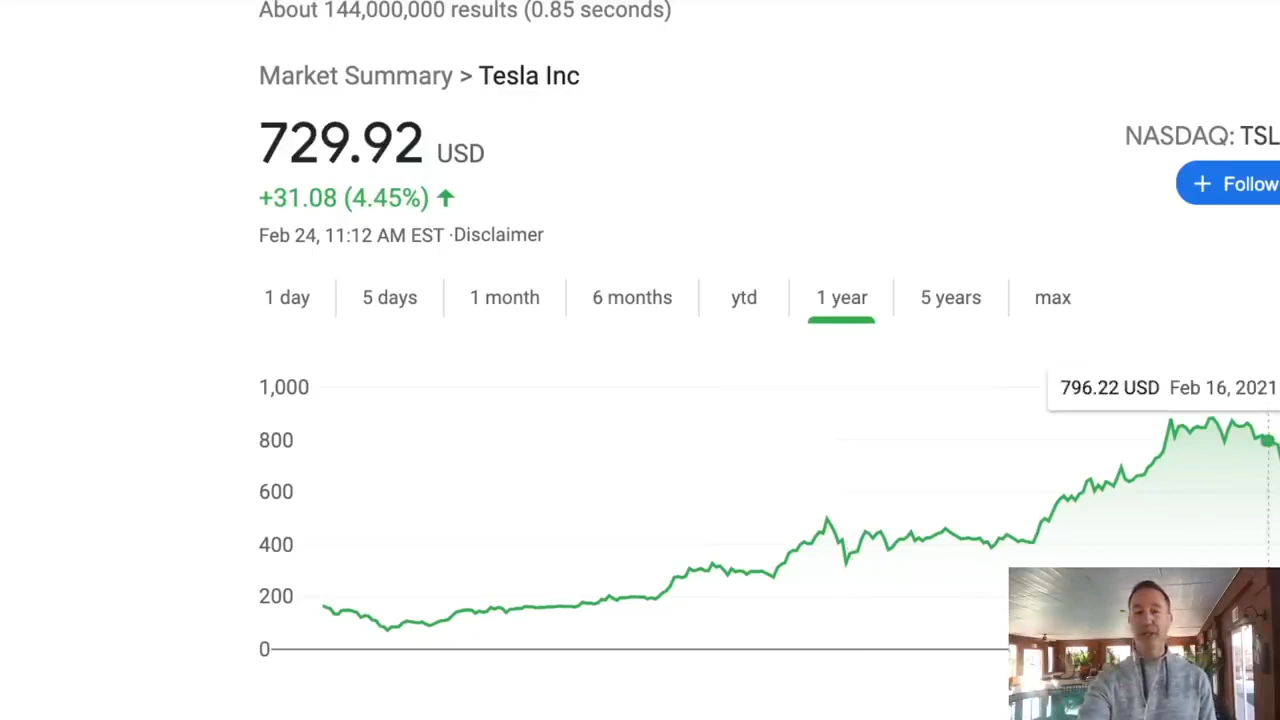 About 144,000,000 results (0.85 seconds)
Market Summary > Tesla Inc
729.92 USD
NASDAQ: TSL
+ Follow
+31.08 (4.45%)
Feb 24, 11:12 AM EST ·Disclaimer
1 day 5 days 1 month 6 months ytd 1 year 5 years max
1,000
796.22 USD Feb 16, 2021
800
600
400
200
0